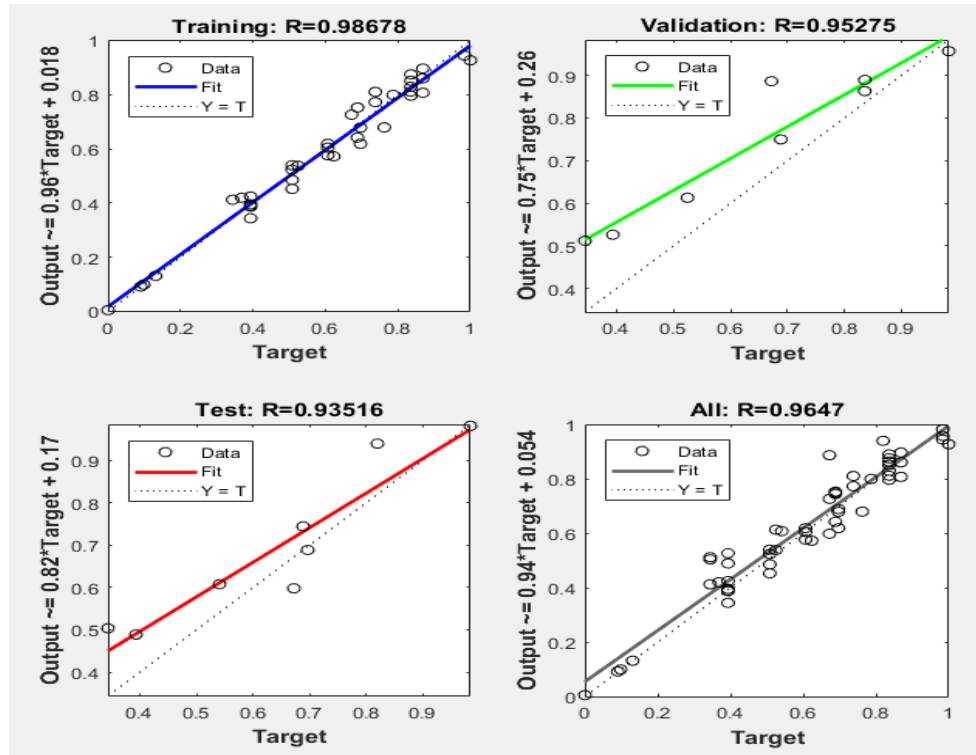 Training: R=0.98678
Output ~= 0.96*Target + 0.018
1
0.8
0.6
0.4
0.2
0
Data
Fit
Y = T
0
0.2
0.4
0.6
0.8
1
Target
Validation: R=0.95275
Output ~= 0.75*Target + 0.26
0.9
0.8
0.7
0.6
0.5
0.4
Data
Fit
Y = T
0.4
0.5
0.6
0.7
0.8
0.9
Target
Test: R=0.93516
Output ~= 0.82*Target + 0.17
0.9
0.8
0.7
0.6
0.5
0.4
Data
Fit
Y = T
0.4
0.5
0.6
0.7
0.8
0.9
Target
All: R=0.9647
Output ~= 0.94*Target + 0.054
1
0.8
0.6
0.4
0.2
0
Data
Fit
Y = T
0
0.2
0.4
0.6
0.8
1
Target